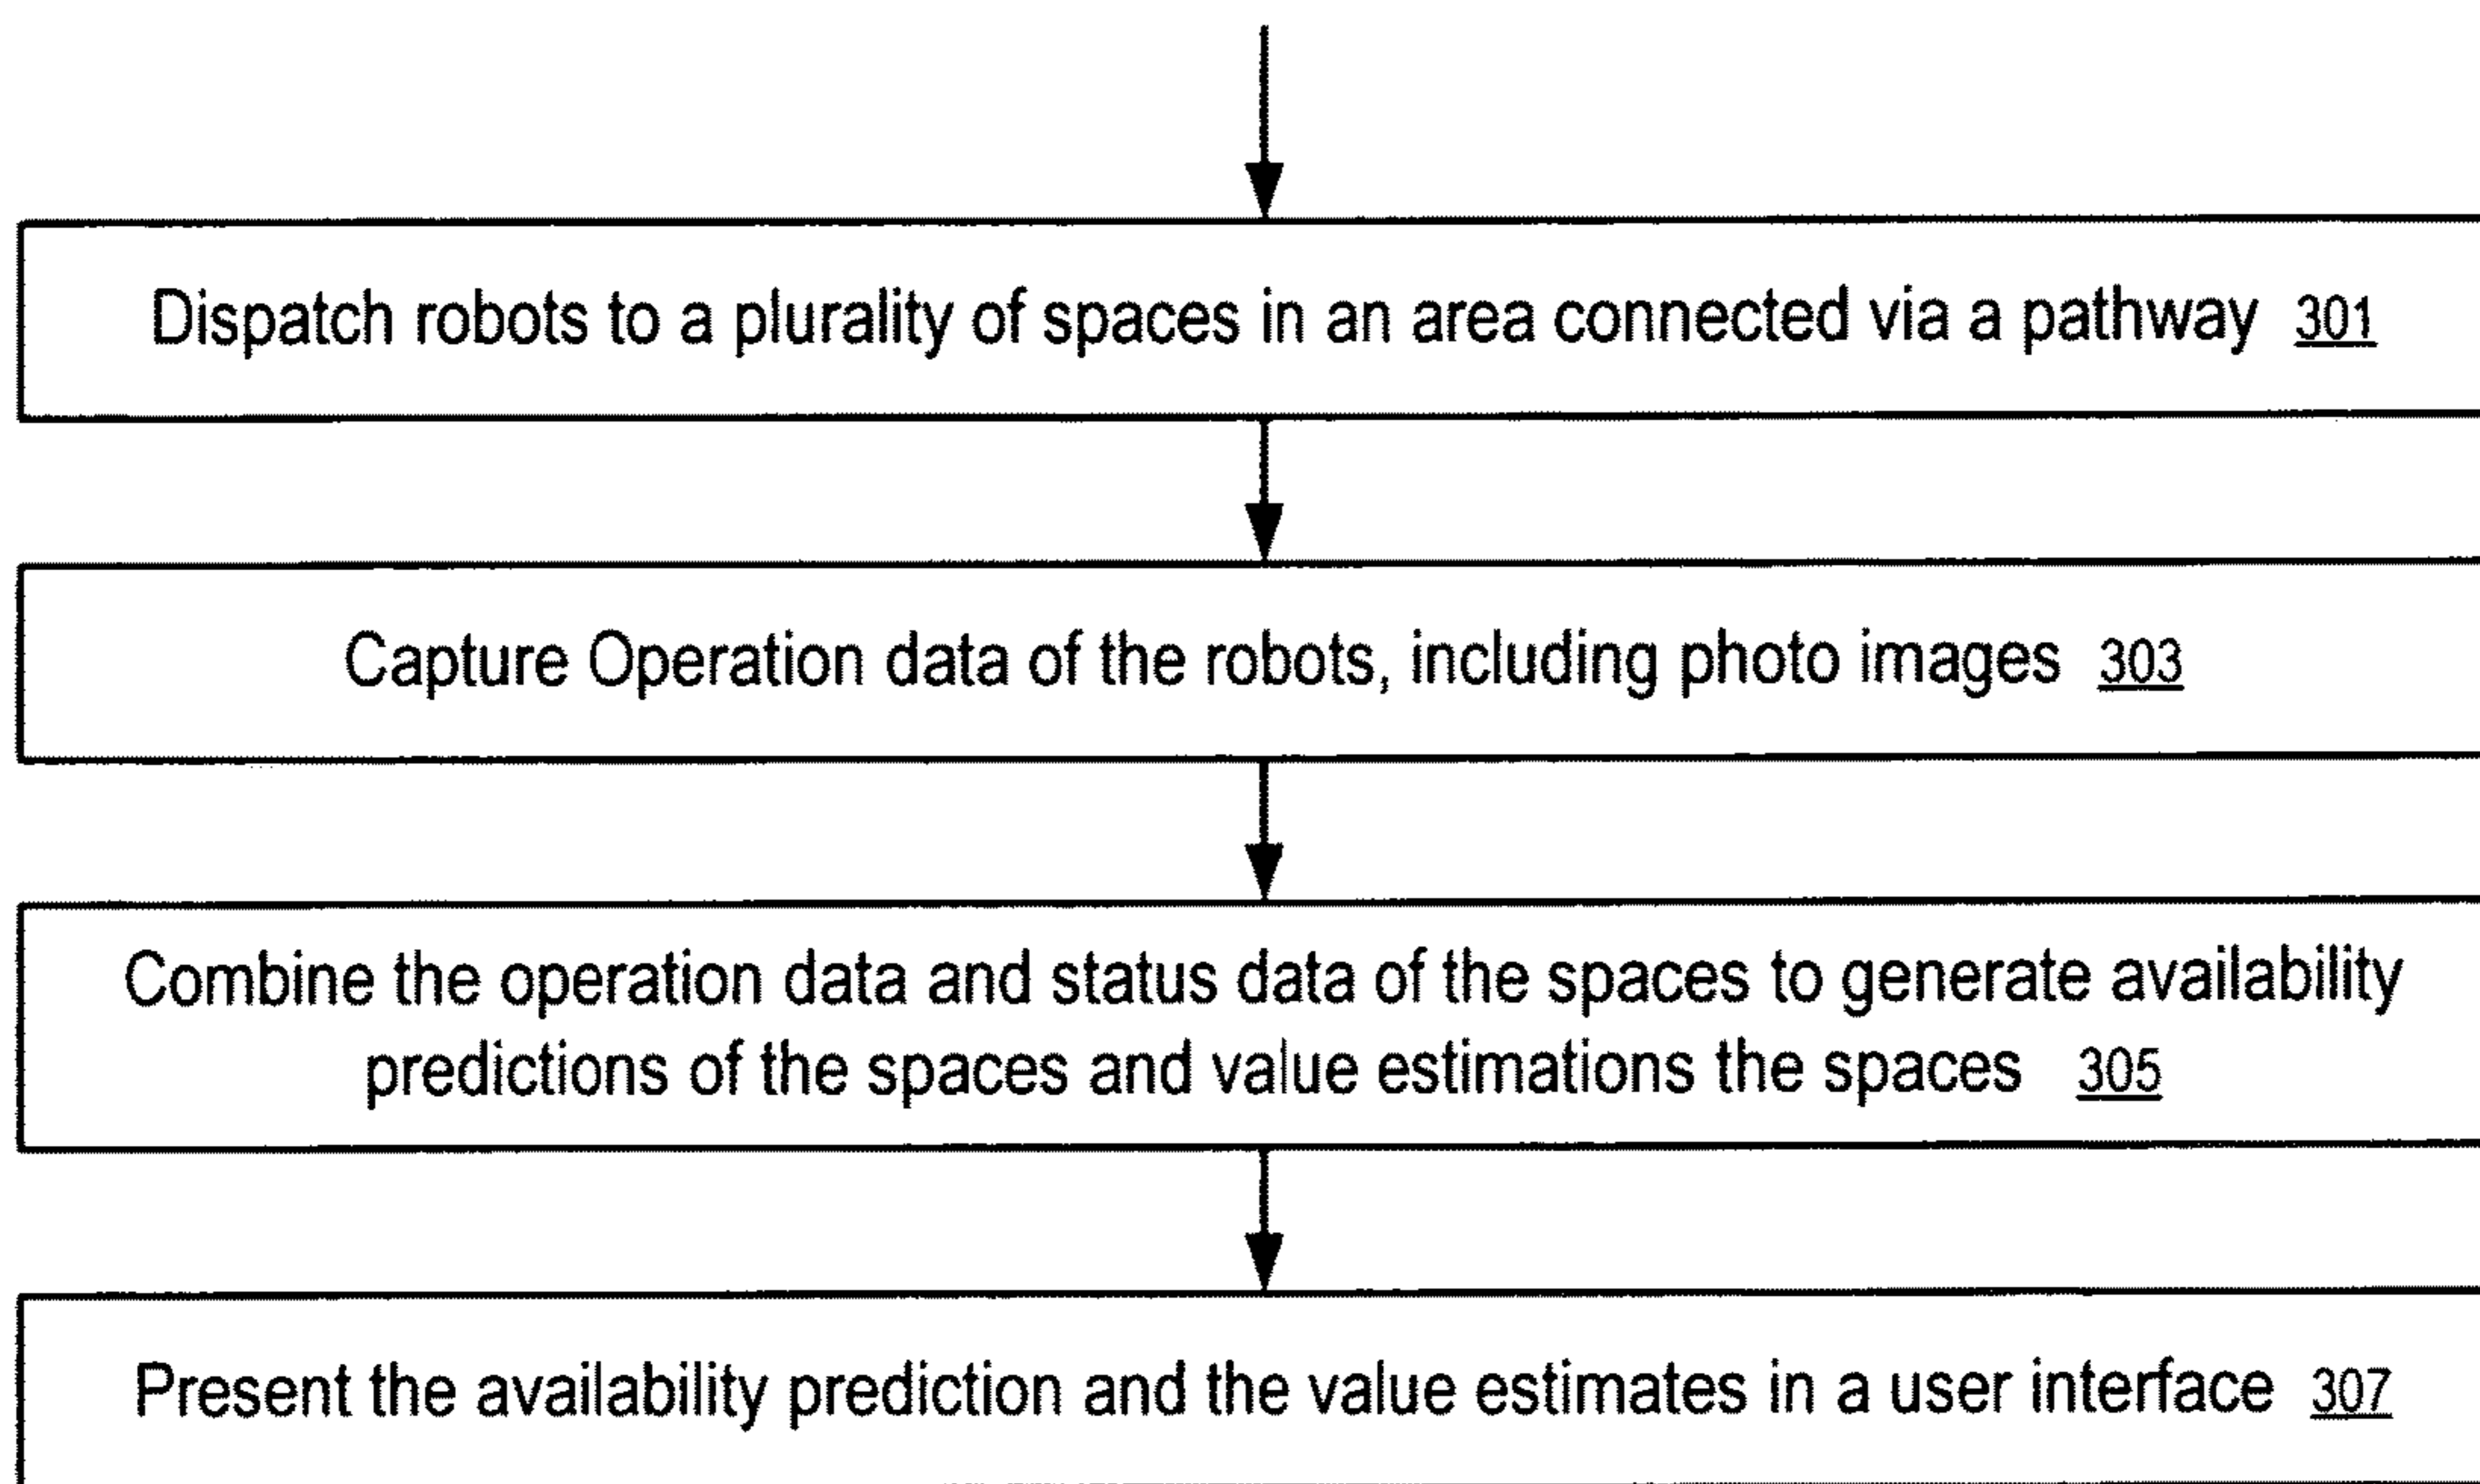 Dispatch robots to a plurality of spaces in an area connected via a pathway 301
Capture Operation data of the robots, including photo images 303
Combine the operation data and status data of the spaces to generate availability
predictions of the spaces and value estimations the spaces 305
Present the availability prediction and the value estimates in a user interface 307